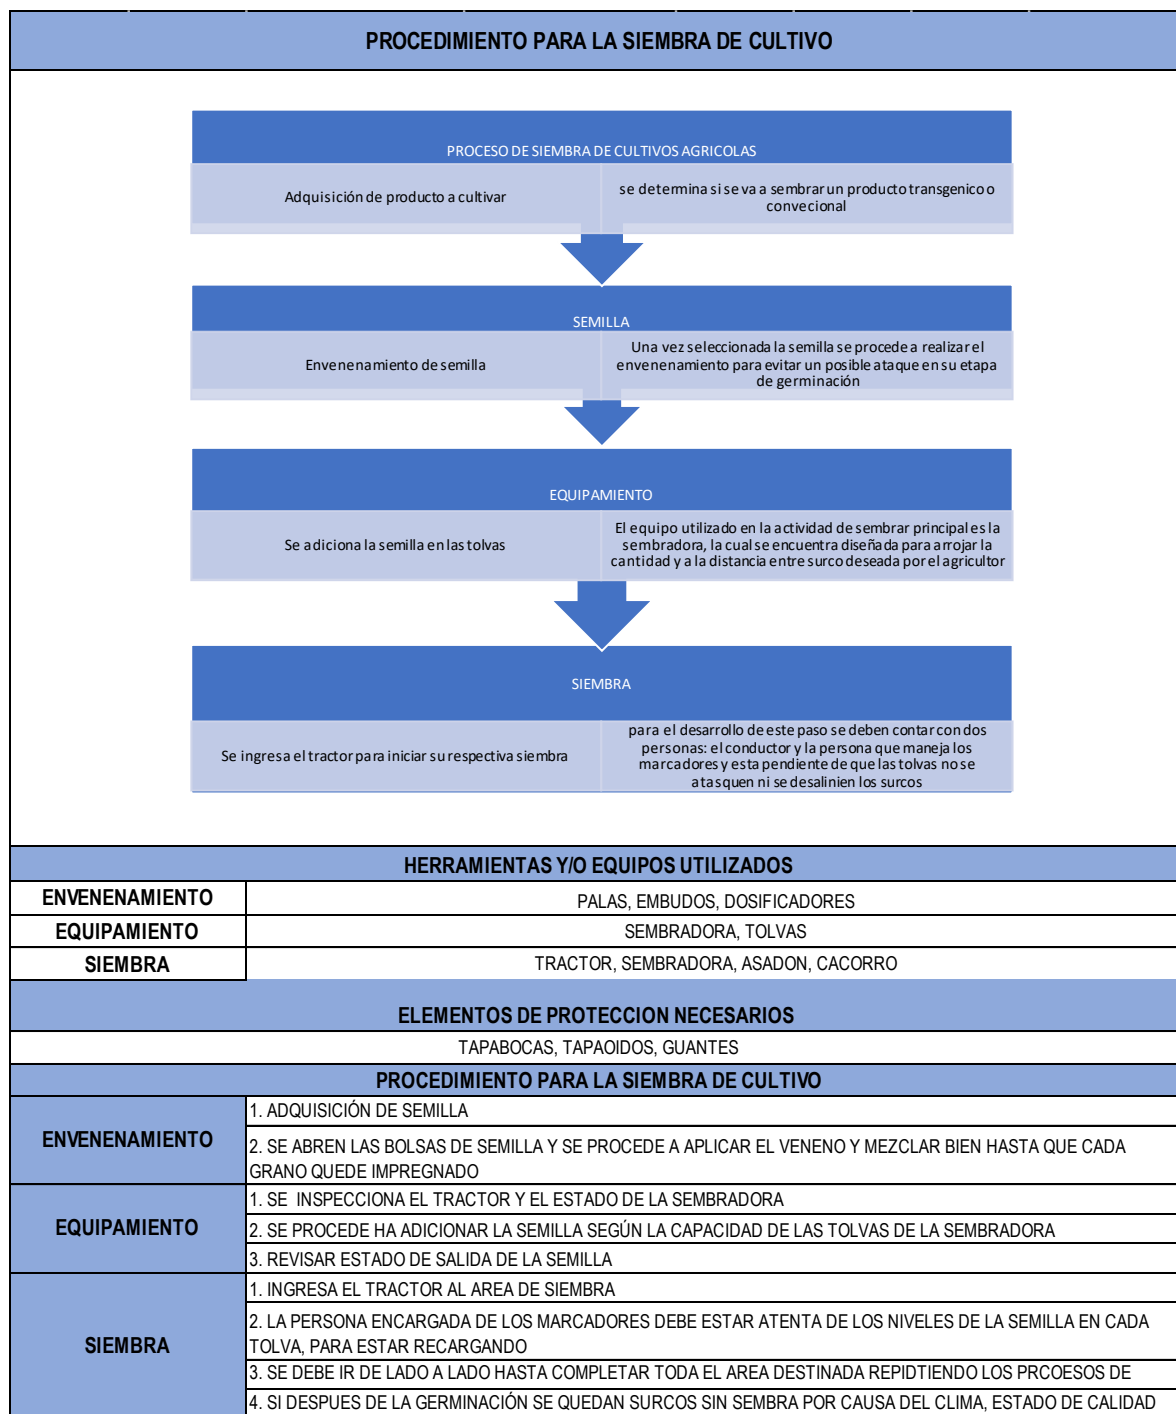 PROCEDIMIENTO PARA LA SIEMBRA DE CULTIVO
PROCESO DE SIEMBRA DE CULTIVOS AGRICOLAS
Adquisición de producto a cultivar
se determina si se va a sembrar un producto transgenico o
convecional
SEMILLA
Envenenamiento de semilla
Una vez seleccionada la semilla se procede a realizar el
envenenamiento para evitar un posible ataque en su etapa
de germinación
EQUIPAMIENTO
Se adiciona la semilla en las tolvas
El equipo utilizado en la actividad de sembrar principal es la
sembradora, la cual se encuentra diseñada para arrojar la
cantidad y a la distancia entre surco deseada por el agricultor
SIEMBRA
Se ingresa el tractor para iniciar su respectiva siembra
para el desarrollo de este paso se deben contar con dos
personas: el conductor y la persona que maneja los
marcadores y esta pendiente de que las tolvas no se
atasquen ni se desalinien los surcos
HERRAMIENTAS Y/O EQUIPOS UTILIZADOS
ENVENENAMIENTO
PALAS, EMBUDOS, DOSIFICADORES
EQUIPAMIENTO
SEMBRADORA, TOLVAS
SIEMBRA
TRACTOR, SEMBRADORA, ASADON, CACORRO
ELEMENTOS DE PROTECCION NECESARIOS
TAPABOCAS, TAPAOIDOS, GUANTES
PROCEDIMIENTO PARA LA SIEMBRA DE CULTIVO
ENVENENAMIENTO
1. ADQUISICIÓN DE SEMILLA
2. SE ABREN LAS BOLSAS DE SEMILLA Y SE PROCEDE A APLICAR EL VENENO Y MEZCLAR BIEN HASTA QUE CADA
GRANO QUEDE IMPREGNADO
EQUIPAMIENTO
1. SE INSPECCIONA EL TRACTOR Y EL ESTADO DE LA SEMBRADORA
2. SE PROCEDE HA ADICIONAR LA SEMILLA SEGÚN LA CAPACIDAD DE LAS TOLVAS DE LA SEMBRADORA
3. REVISAR ESTADO DE SALIDA DE LA SEMILLA
SIEMBRA
1. INGRESA EL TRACTOR AL AREA DE SIEMBRA
2. LA PERSONA ENCARGADA DE LOS MARCADORES DEBE ESTAR ATENTA DE LOS NIVELES DE LA SEMILLA EN CADA
TOLVA, PARA ESTAR RECARGANDO
3. SE DEBE IR DE LADO A LADO HASTA COMPLETAR TODA EL AREA DESTINADA REPIDTIENDO LOS PRCOESOS DE
4. SI DESPUES DE LA GERMINACIÓN SE QUEDAN SURCOS SIN SEMBRA POR CAUSA DEL CLIMA, ESTADO DE CALIDAD